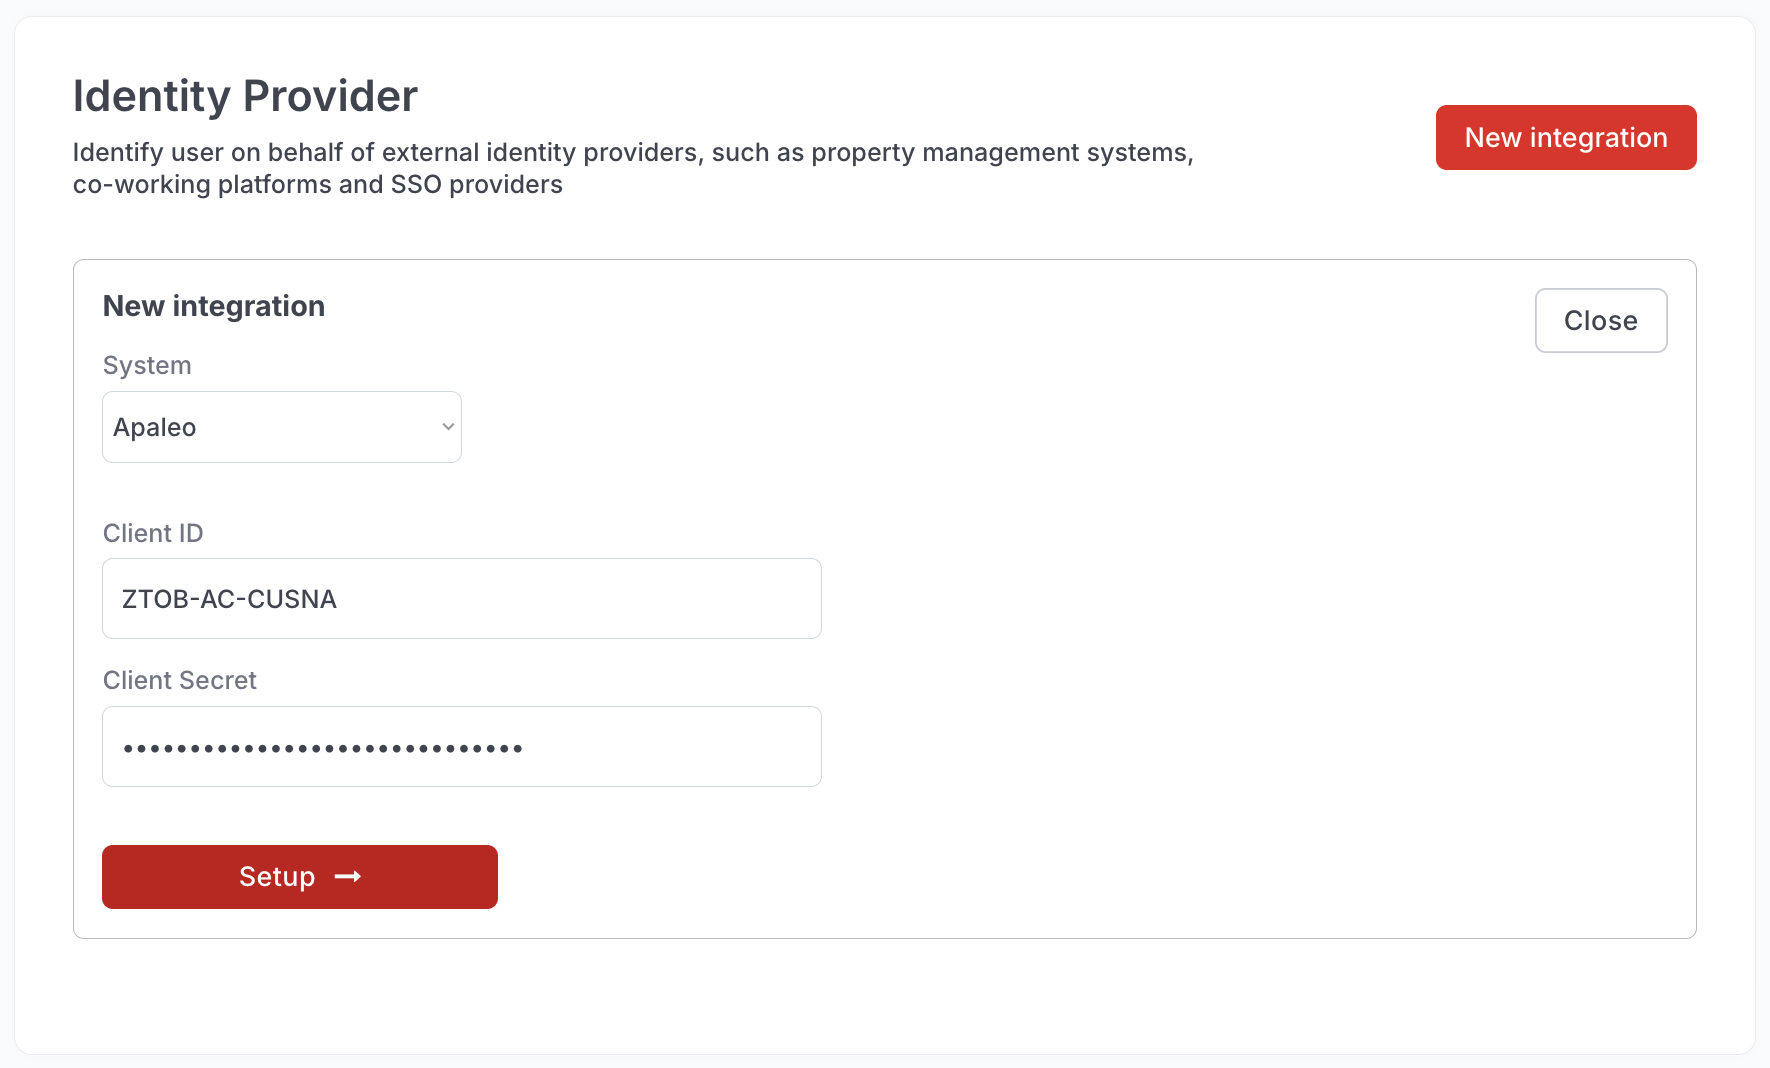 Identity Provider
Identify user on behalf of external identity providers, such as property management systems,
co-working platforms and SSO providers
New integration
New integration
Close
System
Apaleo
Client ID
ZTOB-AC-CUSNA
Client Secret
••••••••••••••••••••••••••••••
Setup →